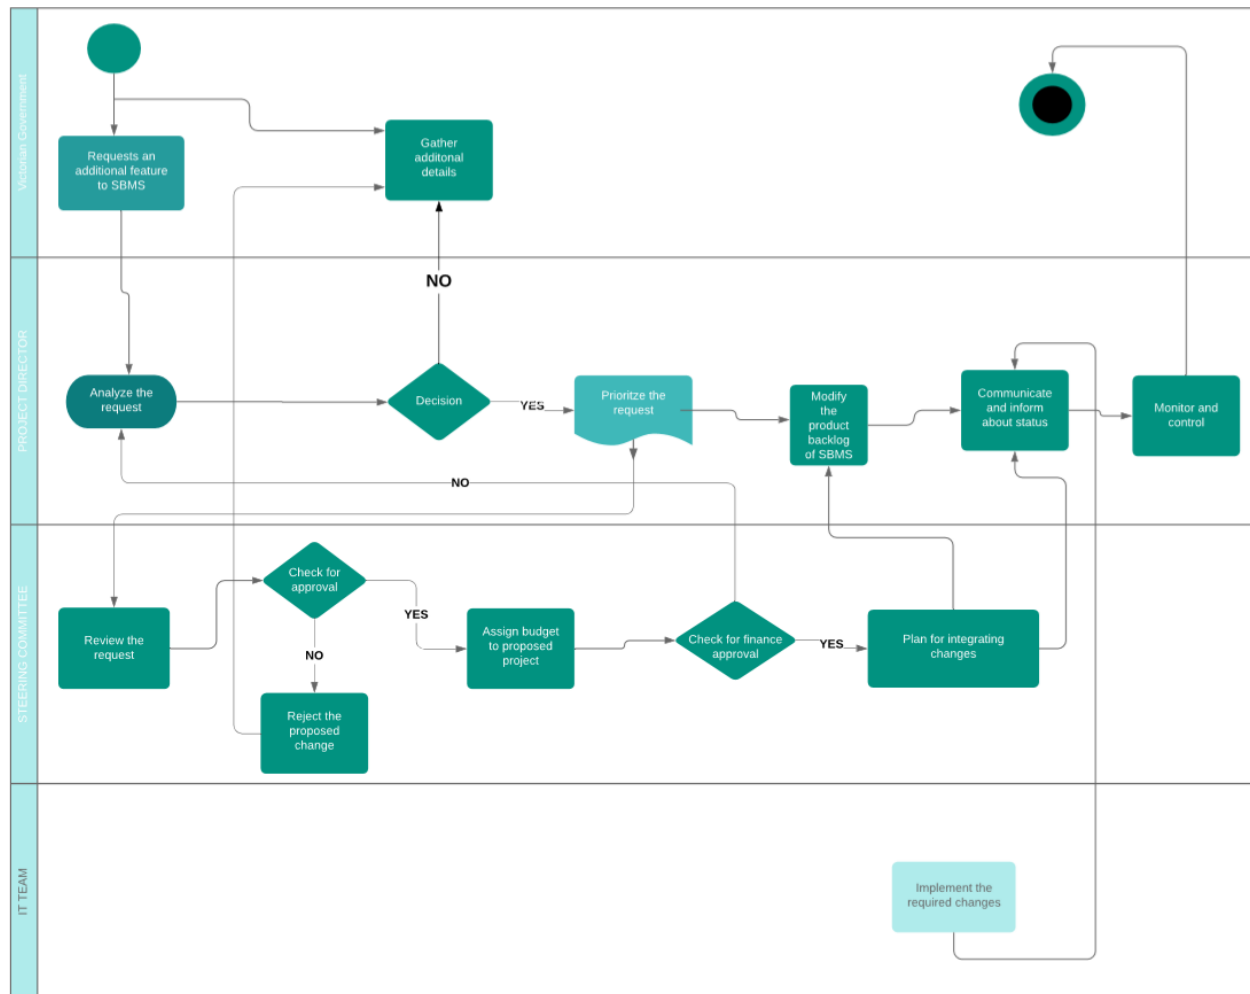 Victorian Government
Requests an
additional feature
to SBMS
Gather
additonal
details
NO
PROJECT DIRECTOR
Analyze the
request
Decision
YES
Prioritze the
request
Modify
the
product
backlog
of SBMS
Communicate
and inform
about status
Monitor and
control
NO
STEERING COMMITTEE
Review the
request
Check for
approval
YES
NO
Reject the
proposed
change
Assign budget
to proposed
project
Check for finance
approval
YES
Plan for integrating
changes
IT TEAM
Implement the
required changes